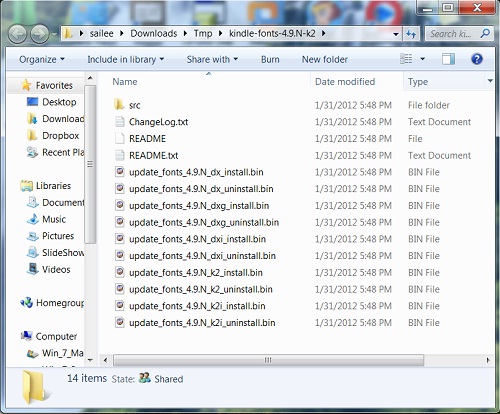 sailee Downloads Tmp kindle-fonts-4.9.N-k2 Search ki...
Organize Include in library Share with Burn New folder
Favorites
Desktop
Download
Dropbox
Recent Pla
Libraries
Document
Music
Pictures
SlideShow
Videos
Homegroup
Computer
Win_7_Ma
Name Date modified Type
src 1/31/2012 5:48 PM File folder
ChangeLog.txt 1/31/2012 5:48 PM Text Document
README 1/31/2012 5:48 PM File
README.txt 1/31/2012 5:48 PM Text Document
update_fonts_4.9.N_dx_install.bin 1/31/2012 5:48 PM BIN File
update_fonts_4.9.N_dx_uninstall.bin 1/31/2012 5:48 PM BIN File
update_fonts_4.9.N_dxg_install.bin 1/31/2012 5:48 PM BIN File
update_fonts_4.9.N_dxg_uninstall.bin 1/31/2012 5:48 PM BIN File
update_fonts_4.9.N_dxi_install.bin 1/31/2012 5:48 PM BIN File
update_fonts_4.9.N_dxi_uninstall.bin 1/31/2012 5:48 PM BIN File
update_fonts_4.9.N_k2_install.bin 1/31/2012 5:48 PM BIN File
update_fonts_4.9.N_k2_uninstall.bin 1/31/2012 5:48 PM BIN File
update_fonts_4.9.N_k2i_install.bin 1/31/2012 5:48 PM BIN File
update_fonts_4.9.N_k2i_uninstall.bin 1/31/2012 5:48 PM BIN File
14 items State: Shared